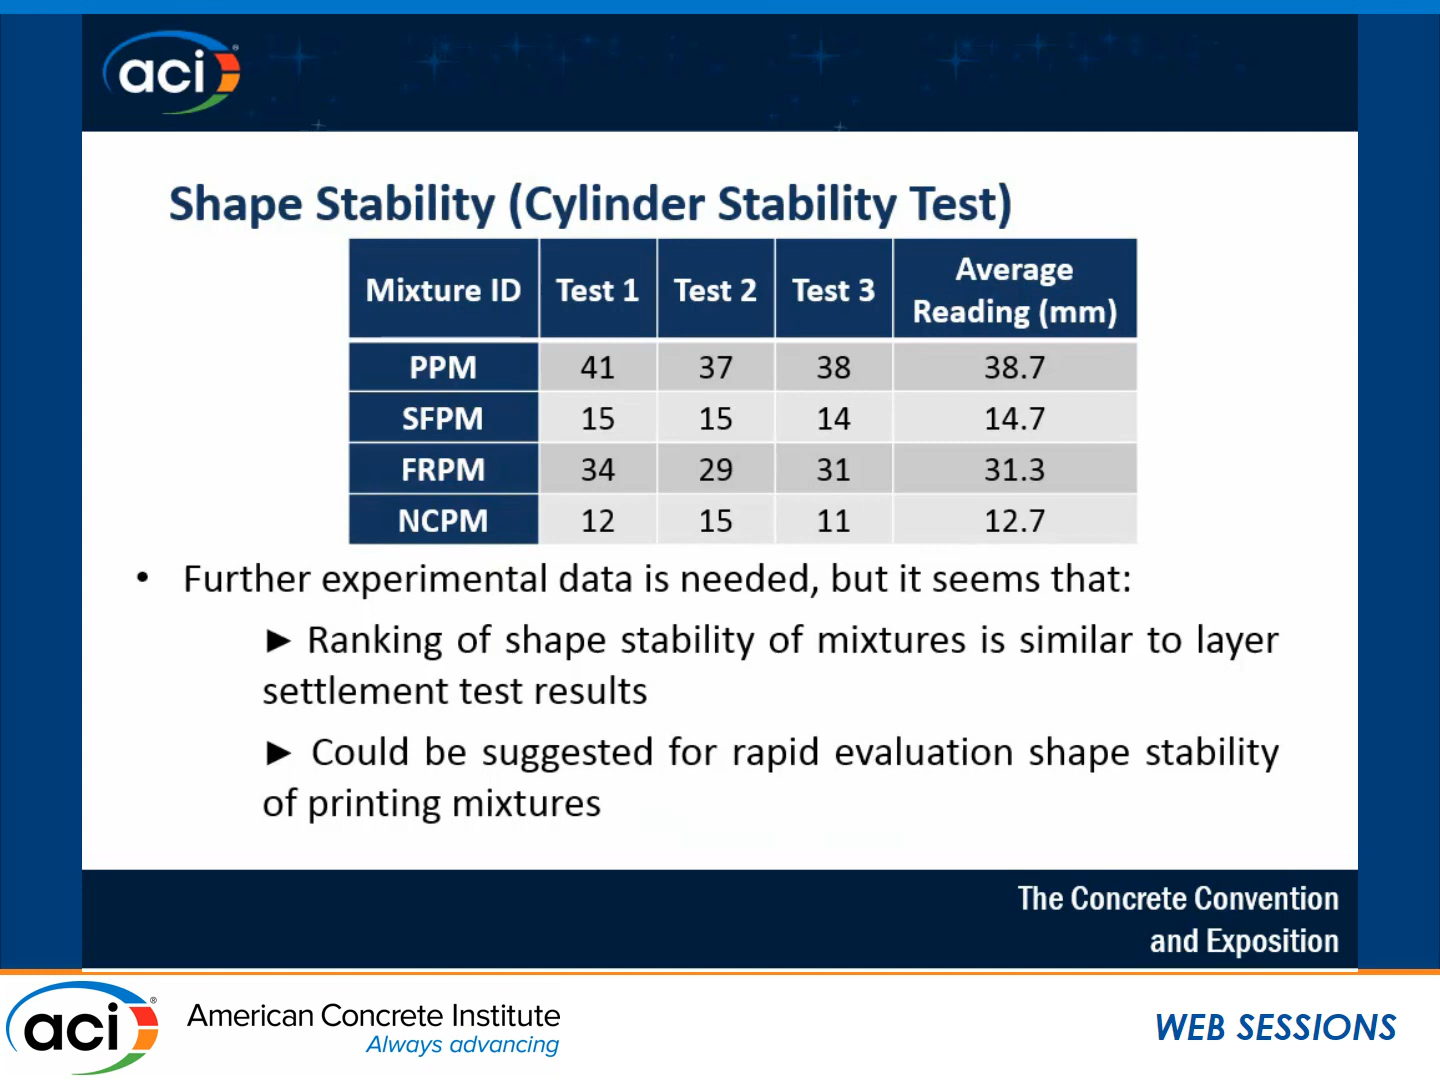 aci®
Shape Stability (Cylinder Stability Test)
Mixture ID Test 1 Test 2 Test 3 Average Reading (mm)
PPM 41 37 38 38.7
SFPM 15 15 14 14.7
FRPM 34 29 31 31.3
NCPM 12 15 11 12.7
• Further experimental data is needed, but it seems that:
► Ranking of shape stability of mixtures is similar to layer
settlement test results
► Could be suggested for rapid evaluation shape stability
of printing mixtures
The Concrete Convention
and Exposition
aci®
American Concrete Institute
Always advancing
WEB SESSIONS